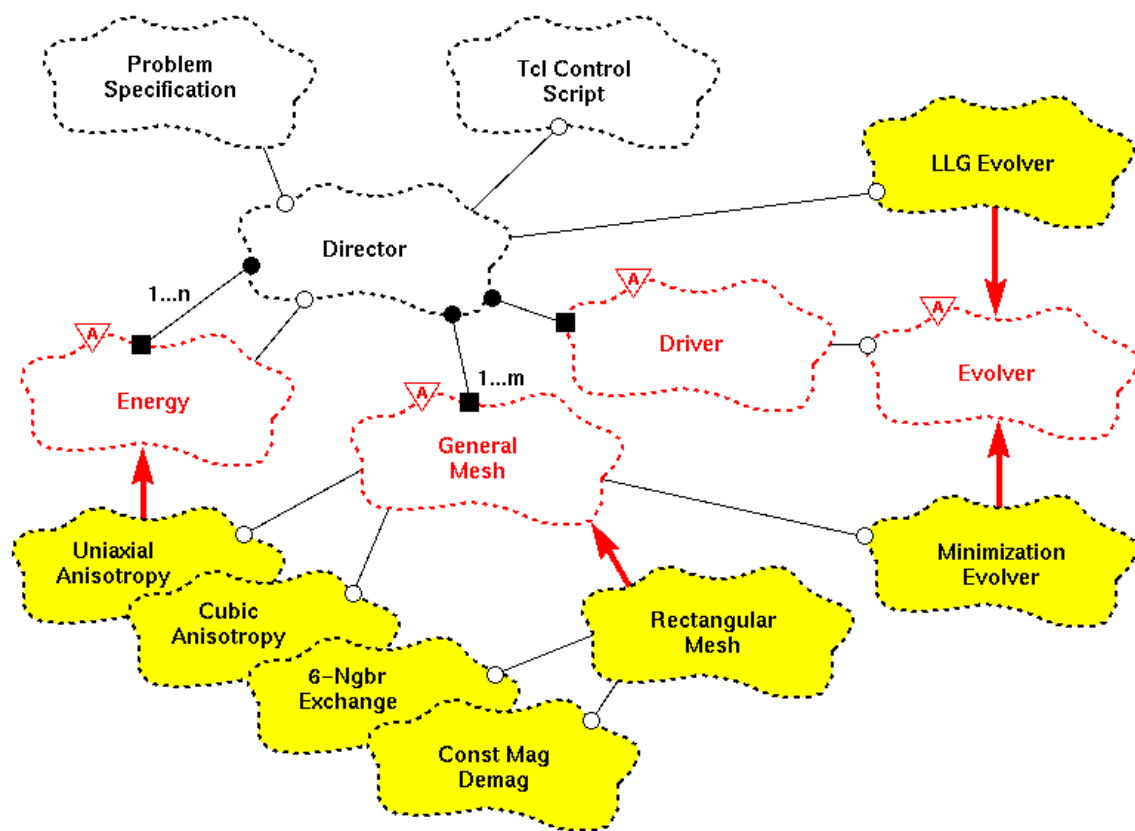 Problem
Specification
Tcl Control
Script
LLG Evolver
Director
1...n
A
A
A
Driver
Evolver
Energy
A
1...m
General
Mesh
Uniaxial
Anisotropy
Minimization
Evolver
Cubic
Anisotropy
Rectangular
Mesh
6-Ngbr
Exchange
Const Mag
Demag